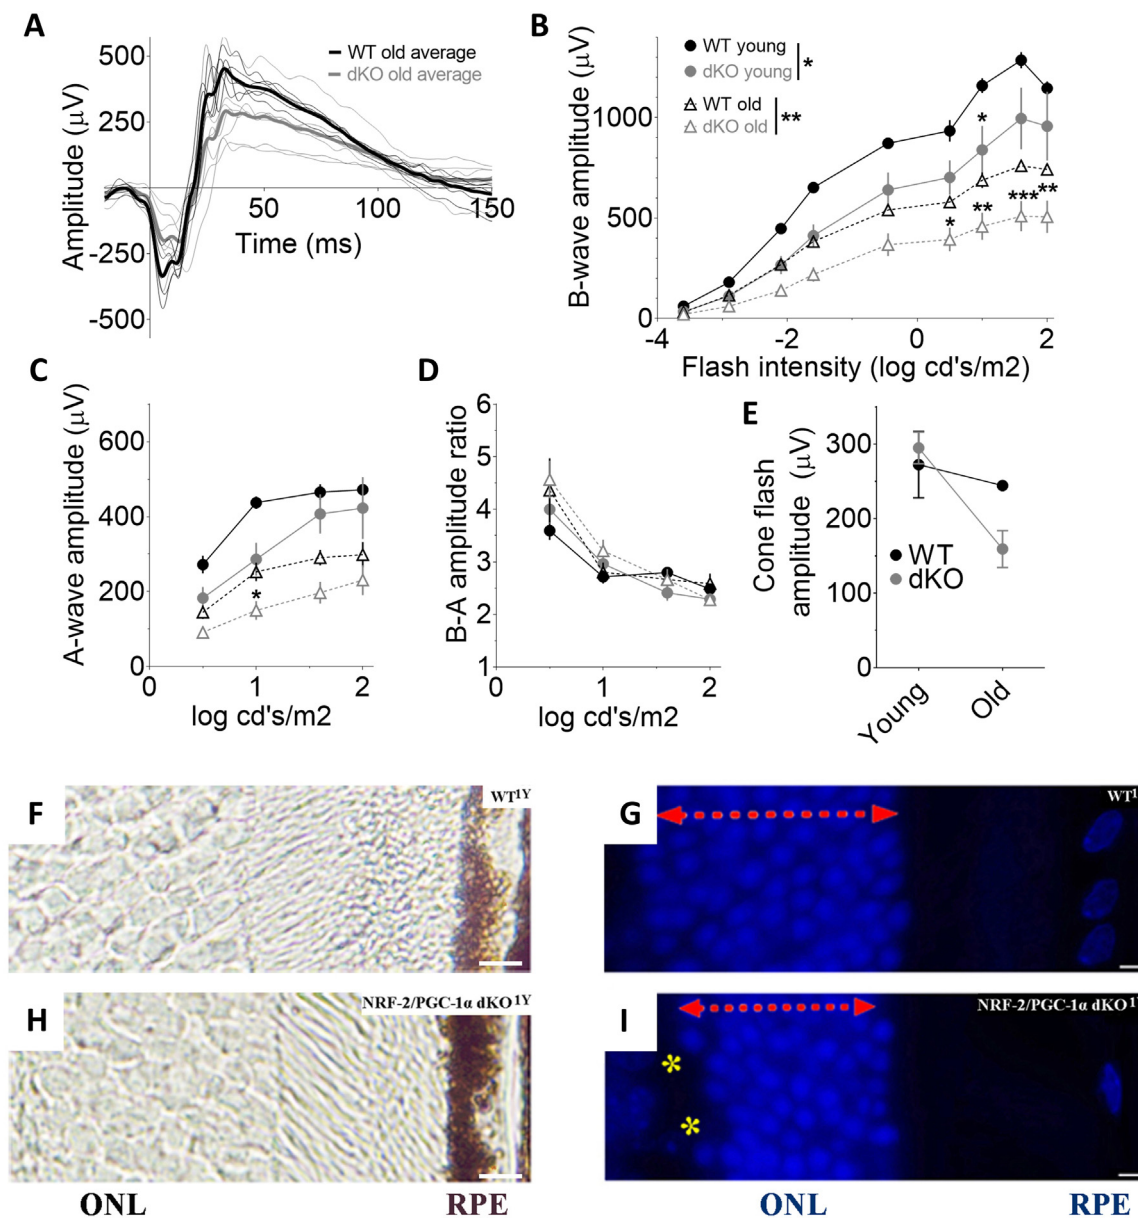 A
500
250
-250
-500
Amplitude (μV)
50
100
150
Time (ms)
WT old average
dKO old average
B
WT young
dKO young
*
WT old
dKO old
**
1000
500
0
B-wave amplitude (μV)
*
*
**
***
**
-4
-2
0
2
Flash intensity (log cd's/m2)
C
600
400
200
0
A-wave amplitude (μV)
*
0
1
2
log cd's/m2
D
6
5
4
3
2
1
B-A amplitude ratio
0
1
2
log cd's/m2
E
300
200
100
0
Cone flash
amplitude (μV)
WT
dKO
Young
Old
F
WT1Y
G
WT1
H
NRF-2/PGC-1α dKO1Y
I
NRF-2/PGC-1α dKO1Y
*
*
ONL
RPE
ONL
RPE